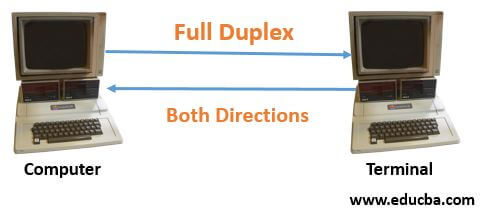 Full Duplex
Both Directions
Computer
Terminal
www.educba.com